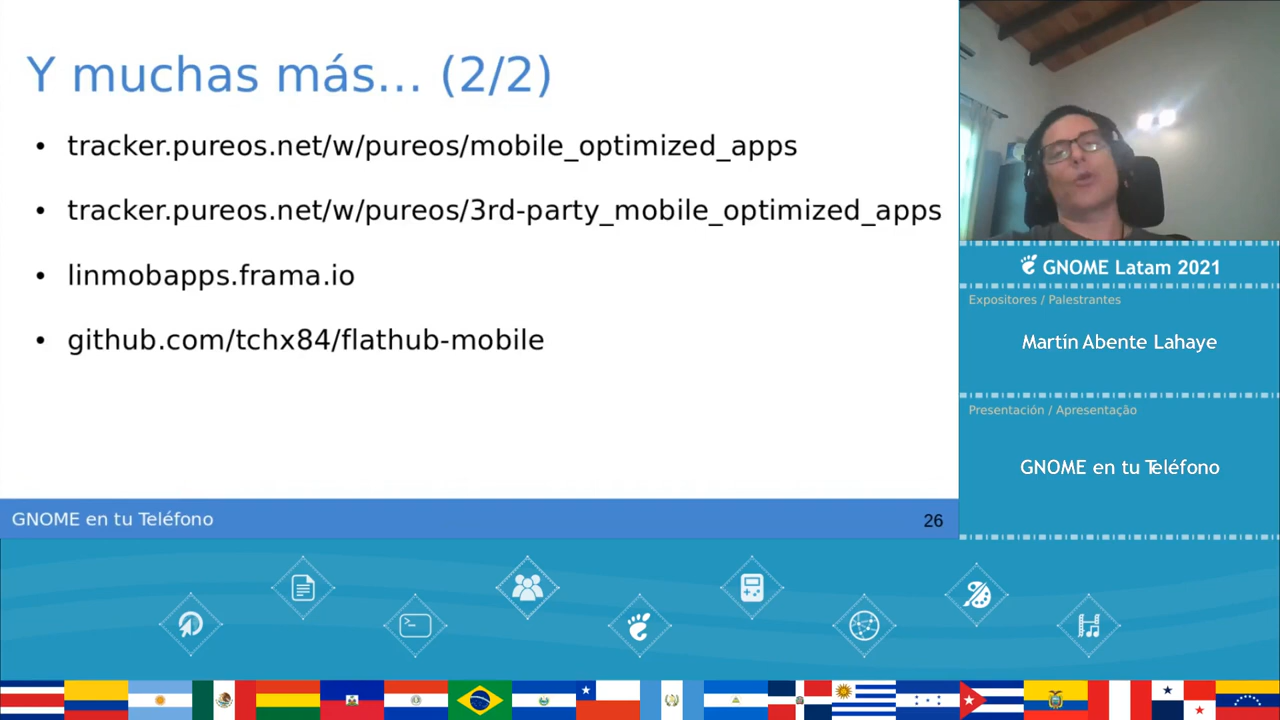 Y muchas más... (2/2)
• tracker.pureos.net/w/pureos/mobile_optimized_apps
• tracker.pureos.net/w/pureos/3rd-party_mobile_optimized_apps
• linmobapps.frama.io
• github.com/tchx84/flathub-mobile
GNOME en tu Teléfono
26
GNOME Latam 2021
Expositores / Palestrantes
Martín Abente Lahaye
Presentación / Apresentação
GNOME en tu Teléfono